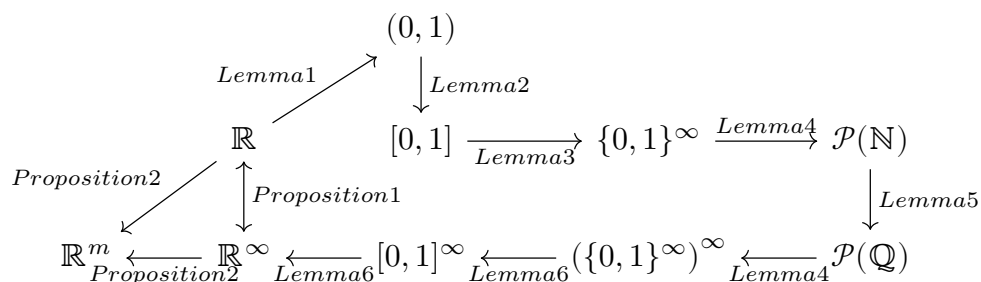 (0, 1)
Lemma1
Lemma2
ℝ [0, 1] {0, 1}^∞ 𝒫(ℕ)
Lemma3 Lemma4
Proposition2 Proposition1 Lemma5
ℝ^m ℝ^∞ [0, 1]^∞ ({0, 1}^∞)^∞ 𝒫(ℚ)
Proposition2 Lemma6 Lemma6 Lemma4